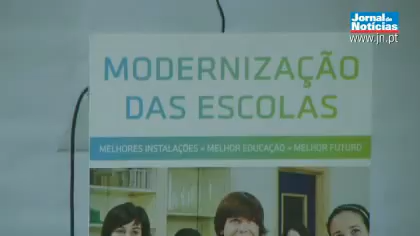 Jornal de
Notícias
www.jn.pt
MODERNIZAÇÃO
DAS ESCOLAS
MELHORES INSTALAÇÕES • MELHOR EDUCAÇÃO • MELHOR FUTURO